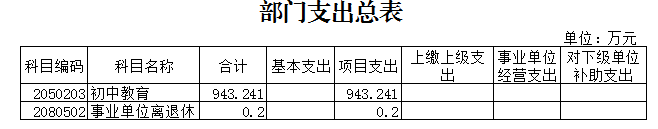 部门支出总表
单位：万元
科目编码 科目名称 合计 基本支出 项目支出 上缴上级支出 事业单位经营支出 对下级单位补助支出
2050203 初中教育 943.241 943.241
2080502 事业单位离退休 0.2 0.2